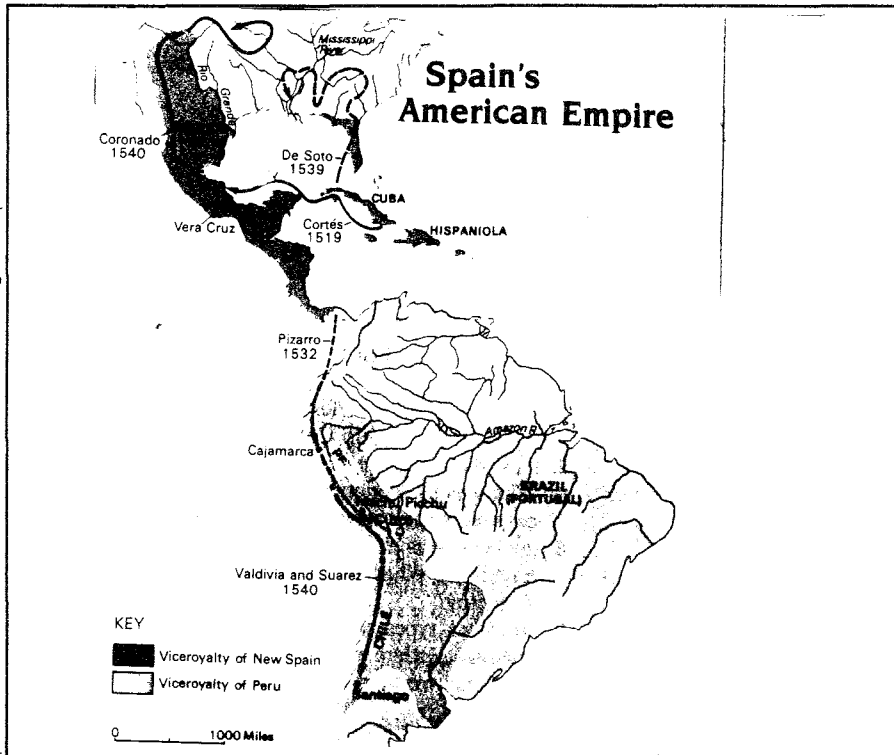 Spain's
American Empire
Mississippi
River
Rio
Grande
Coronado
1540
De Soto
1539
CUBA
Vera Cruz
Cortés
1519
HISPANIOLA
Pizarro
1532
Amazon R.
Cajamarca
BRAZIL
(PORTUGAL)
Picchu
Valdivia and Suarez
1540
CHILE
KEY
Viceroyalty of New Spain
Viceroyalty of Peru
Santiago
0 1000 Miles